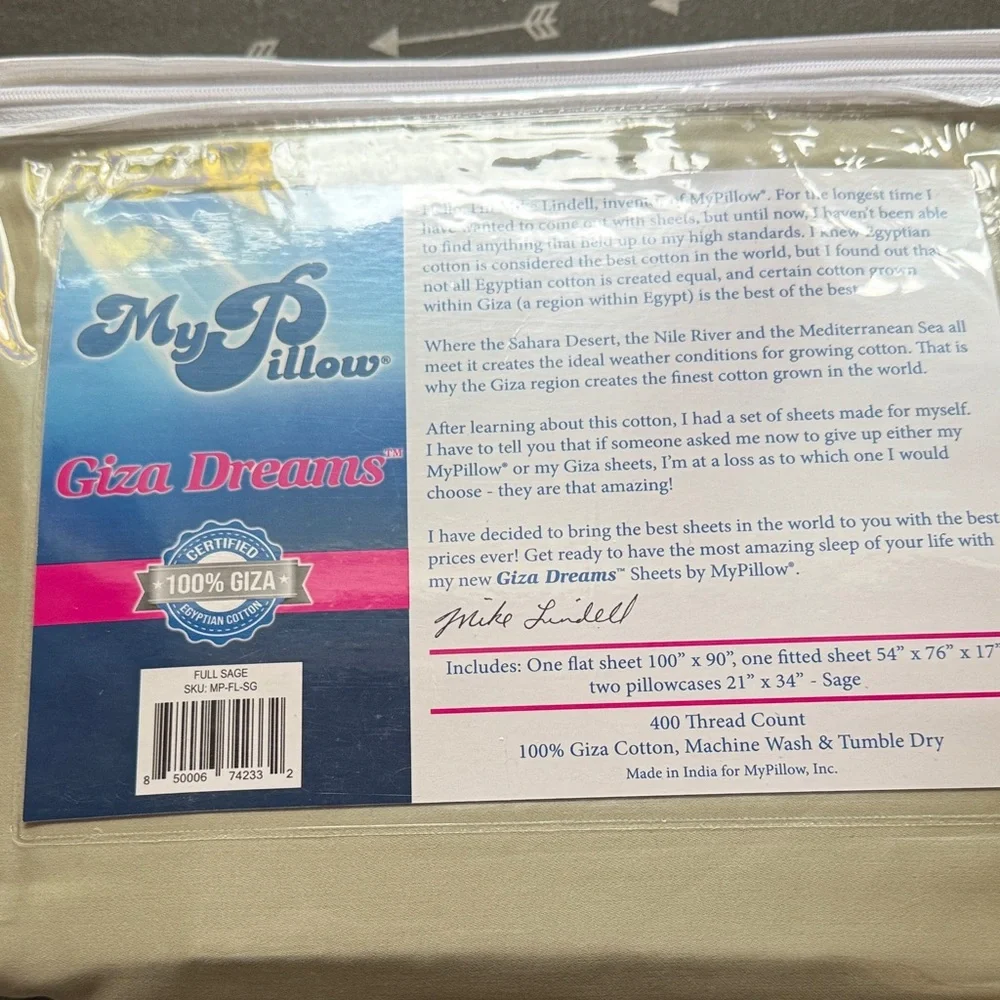 MyPillow®
Giza Dreams™
CERTIFIED
100% GIZA
EGYPTIAN COTTON
FULL SAGE
SKU: MP-FL-SG
8 50006 74233 2
Lindell, of MyPillow®. For the longest time I
have wanted to come out with sheets, but until now, I haven't been able
to find anything that held up to my high standards. I knew Egyptian
cotton is considered the best cotton in the world, but I found out that
not all Egyptian cotton is created equal, and certain cotton grown
within Giza (a region within Egypt) is the best of the best
Where the Sahara Desert, the Nile River and the Mediterranean Sea all
meet it creates the ideal weather conditions for growing cotton. That is
why the Giza region creates the finest cotton grown in the world.
After learning about this cotton, I had a set of sheets made for myself.
I have to tell you that if someone asked me now to give up either my
MyPillow® or my Giza sheets, I'm at a loss as to which one I would
choose - they are that amazing!
I have decided to bring the best sheets in the world to you with the best
prices ever! Get ready to have the most amazing sleep of your life with
my new Giza Dreams™ Sheets by MyPillow®.
Mike Lindell
Includes: One flat sheet 100” x 90”, one fitted sheet 54” x 76” x 17”
two pillowcases 21” x 34” - Sage
400 Thread Count
100% Giza Cotton, Machine Wash & Tumble Dry
Made in India for MyPillow, Inc.